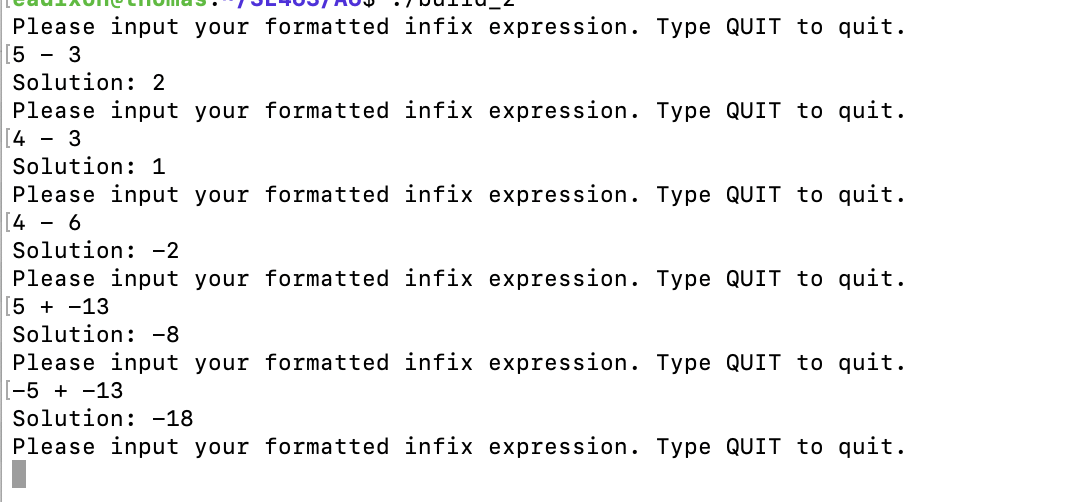 Please input your formatted infix expression. Type QUIT to quit.
[5 - 3
Solution: 2
Please input your formatted infix expression. Type QUIT to quit.
[4 - 3
Solution: 1
Please input your formatted infix expression. Type QUIT to quit.
[4 - 6
Solution: -2
Please input your formatted infix expression. Type QUIT to quit.
[5 + -13
Solution: -8
Please input your formatted infix expression. Type QUIT to quit.
[-5 + -13
Solution: -18
Please input your formatted infix expression. Type QUIT to quit.